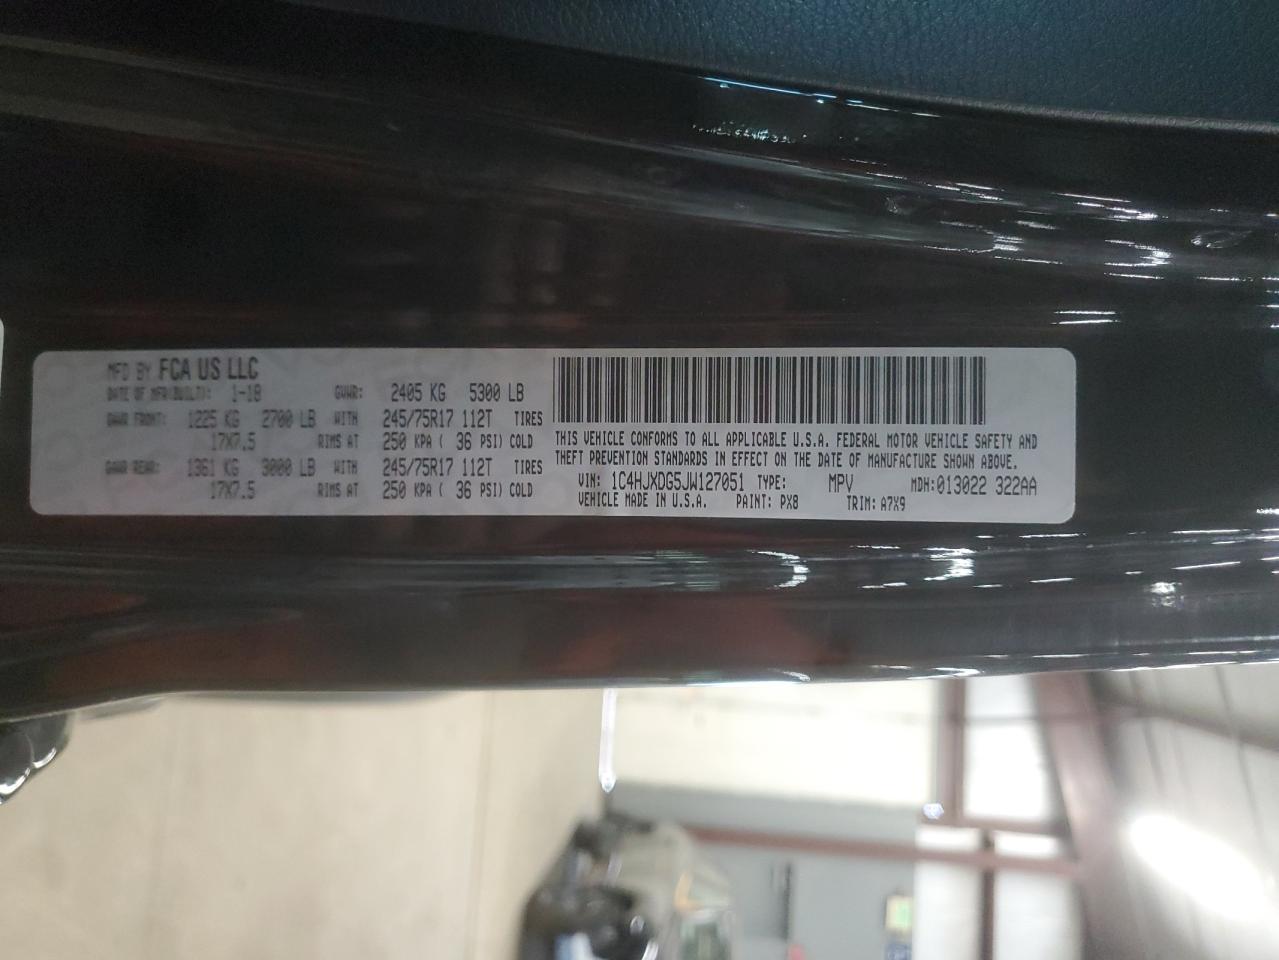 MFD BY FCA US LLC
DATE OF MFR(BUILT): 1-18 GVWR: 2405 KG 5300 LB
GAWR FRONT: 1225 KG 2700 LB WITH 245/75R17 112T TIRES
17X7.5 RIMS AT 250 KPA ( 36 PSI) COLD
GAWR REAR: 1361 KG 3000 LB WITH 245/75R17 112T TIRES
17X7.5 RIMS AT 250 KPA ( 36 PSI) COLD
THIS VEHICLE CONFORMS TO ALL APPLICABLE U.S.A. FEDERAL MOTOR VEHICLE SAFETY AND
THEFT PREVENTION STANDARDS IN EFFECT ON THE DATE OF MANUFACTURE SHOWN ABOVE.
VIN: 1C4HJXDG5JW127051 TYPE: MPV MDH: 013022 322AA
VEHICLE MADE IN U.S.A. PAINT: PX8 TRIM: A7X9